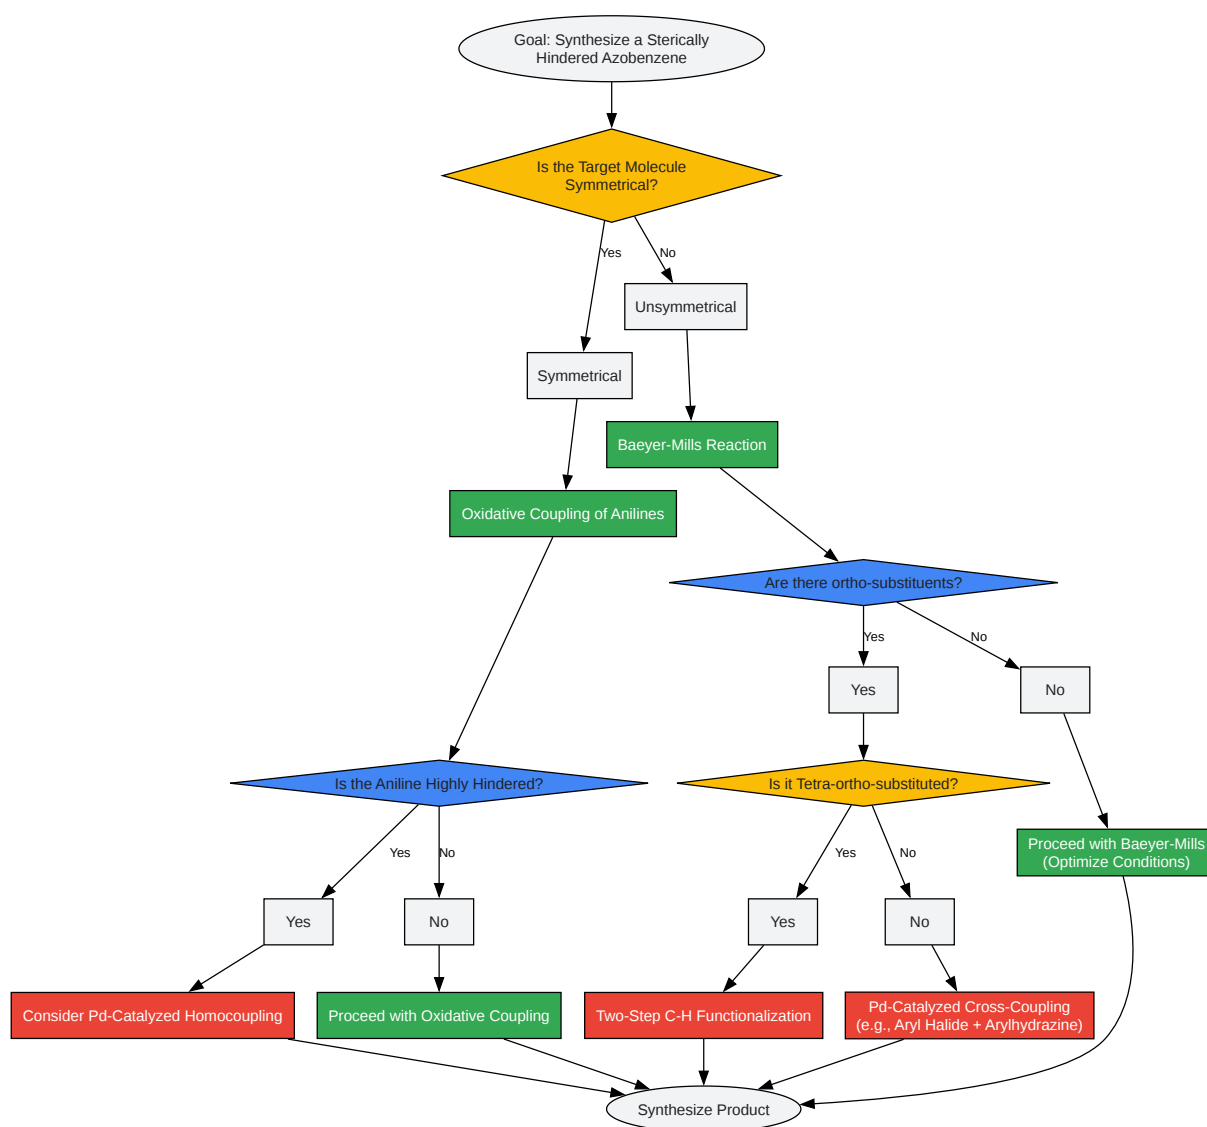 Goal: Synthesize a Sterically
Hindered Azobenzene
Is the Target Molecule
Symmetrical?
Yes
No
Unsymmetrical
Symmetrical
Baeyer-Mills Reaction
Oxidative Coupling of Anilines
Are there ortho-substituents?
Yes
No
Yes
No
Is the Aniline Highly Hindered?
Is it Tetra-ortho-substituted?
Yes
No
Yes
No
Proceed with Baeyer-Mills
(Optimize Conditions)
Yes
No
Yes
No
Consider Pd-Catalyzed Homocoupling
Proceed with Oxidative Coupling
Two-Step C-H Functionalization
Pd-Catalyzed Cross-Coupling
(e.g., Aryl Halide + Arylhydrazine)
Synthesize Product